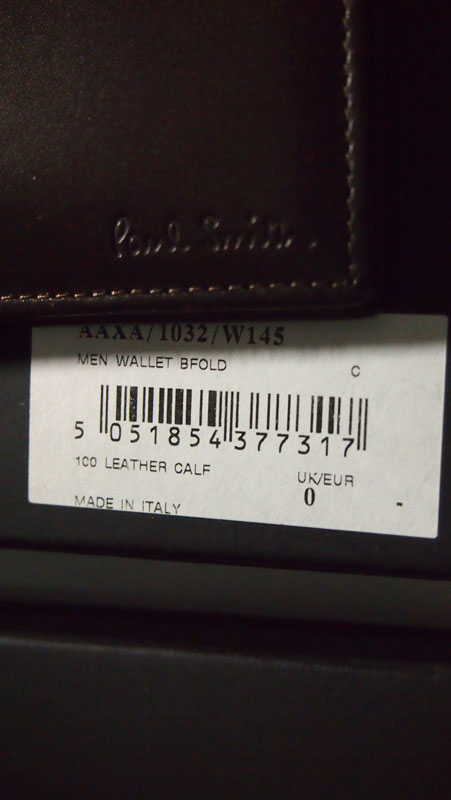 Paul Smith
AAXA/1032/W145
MEN WALLET BFOLD
C
5 051854 377317
100 LEATHER CALF
UK/EUR
0 -
MADE IN ITALY